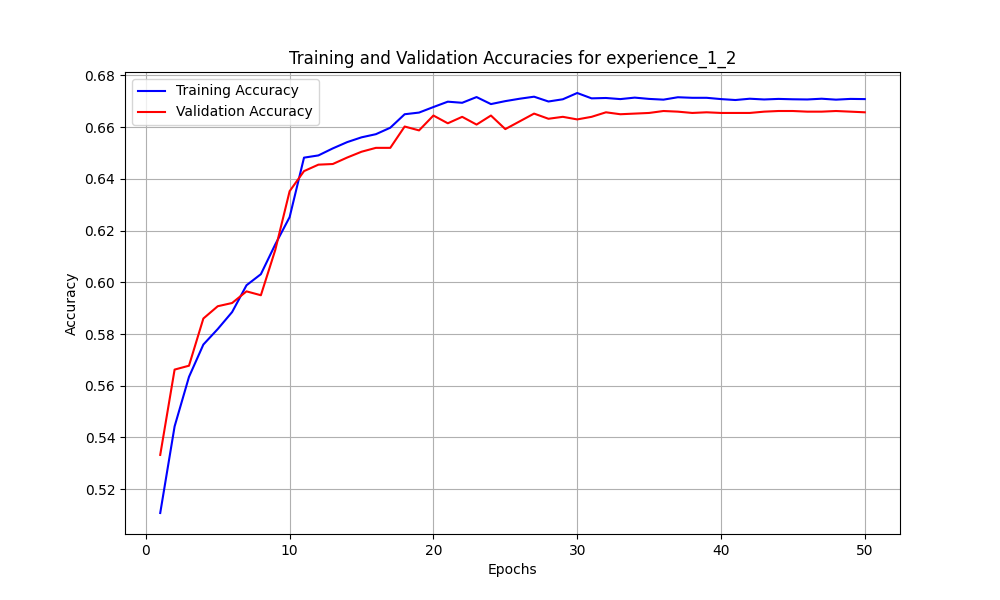 Training and Validation Accuracies for experience_1_2
Training Accuracy
Validation Accuracy
0.68
0.66
0.64
0.62
0.60
0.58
0.56
0.54
0.52
Accuracy
0 10 20 30 40 50
Epochs